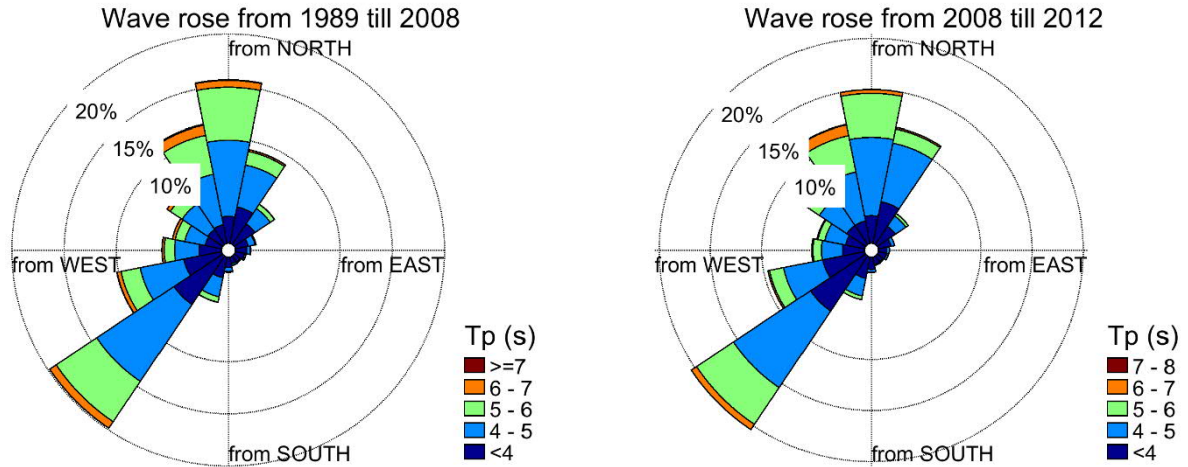 Wave rose from 1989 till 2008
from NORTH
20%
15%
10%
from WEST
from EAST
from SOUTH
Tp (s)
>=7
6 - 7
5 - 6
4 - 5
<4
Wave rose from 2008 till 2012
from NORTH
20%
15%
10%
from WEST
from EAST
from SOUTH
Tp (s)
7 - 8
6 - 7
5 - 6
4 - 5
<4